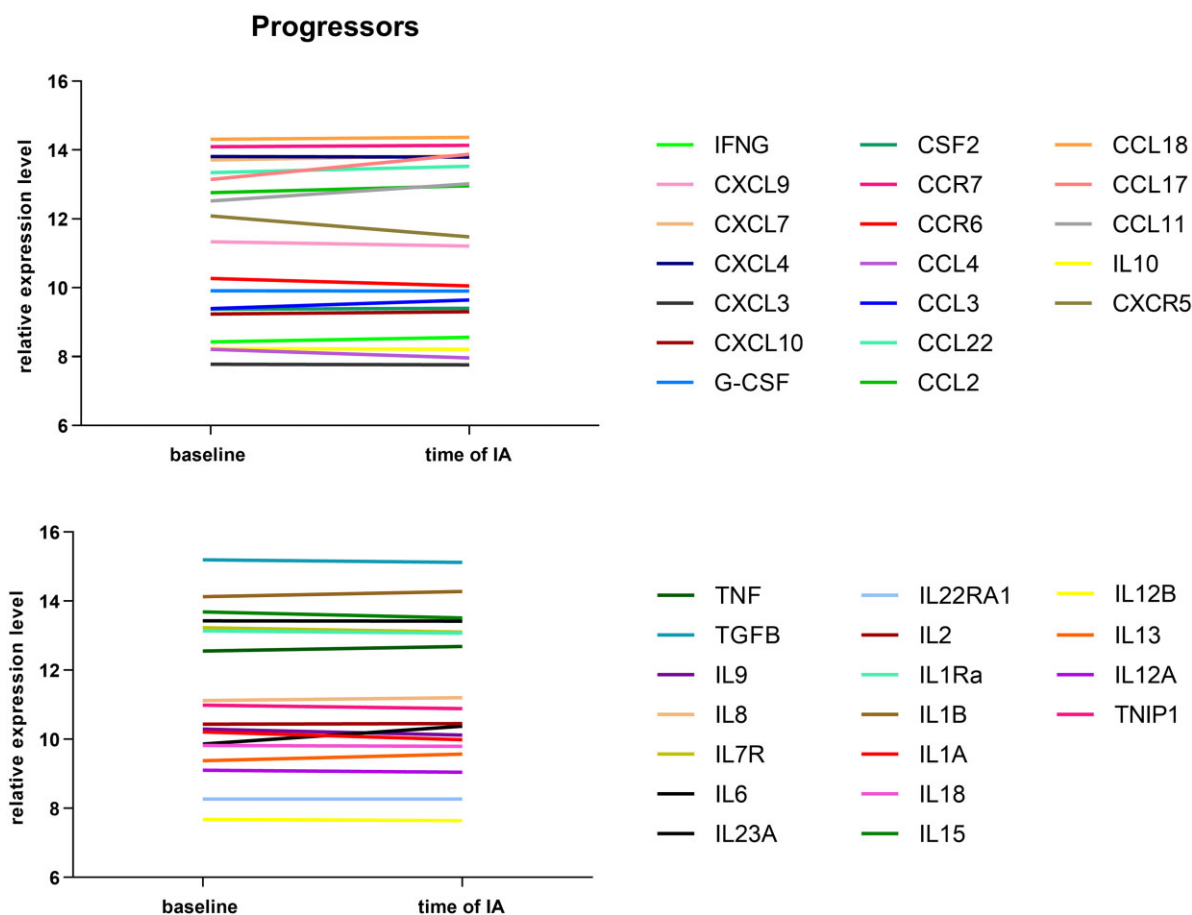 Progressors
relative expression level
16
14
12
10
8
6
baseline
time of IA
IFNG
CXCL9
CXCL7
CXCL4
CXCL3
CXCL10
G-CSF
CSF2
CCR7
CCR6
CCL4
CCL3
CCL22
CCL2
CCL18
CCL17
CCL11
IL10
CXCR5
relative expression level
16
14
12
10
8
6
baseline
time of IA
TNF
TGFB
IL9
IL8
IL7R
IL6
IL23A
IL22RA1
IL2
IL1Ra
IL1B
IL1A
IL18
IL15
IL12B
IL13
IL12A
TNIP1